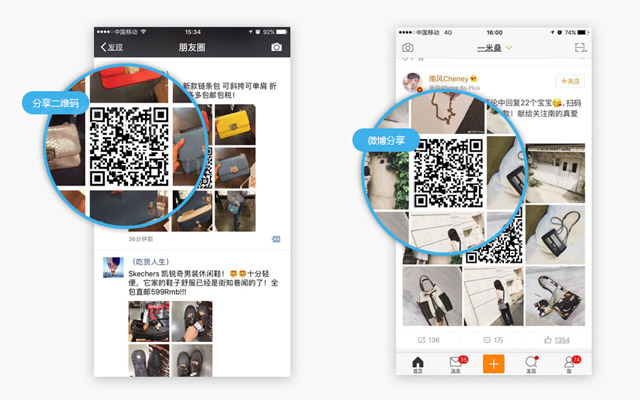 中国移动
15:34
92%
发现
朋友圈
分享二维码
新款链条包 可斜挎可单肩 折
多多包邮包税！
36分钟前
（吃货人生）
Skechers 凯锐奇男装休闲鞋！十分轻
便，它家的鞋子舒服已经是街知巷闻的了！全
包直邮599Rmb!!!
中国移动 4G
16:00
74%
一米桑
南风Cheney
iPhone 6s Plus
+关注
论中回复22个宝宝，扫码
款！献给关注南的真爱
微博分享
136
1万
1354
首页
消息
35
发现
我
74